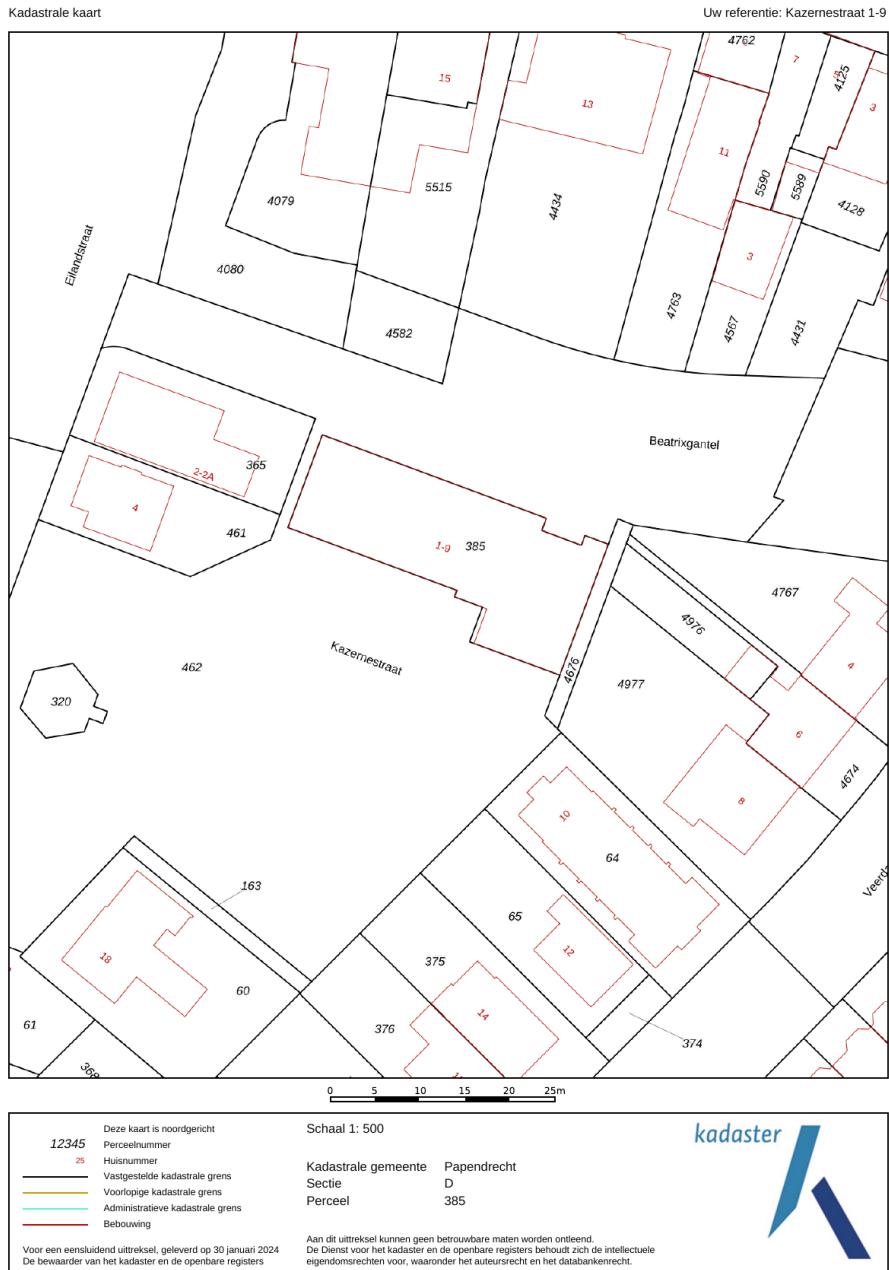 Kadastrale kaart
Uw referentie: Kazernestraat 1-9
4762
7
4125
15
13
3
11
5590
5589
4128
4079
5515
4434
Eilandstraat
3
4080
4763
4567
4431
4582
Beatrixgantel
365
2-2A
4
461
1-9 385
4767
4976
Kazernestraat
462
4676
4977
4
320
6
4674
8
10
64
163
65
12
18
375
60
14
61
376
374
368
0 5 10 15 20 25m
Deze kaart is noordgericht
12345 Perceelnummer
25 Huisnummer
Vastgestelde kadastrale grens
Voorlopige kadastrale grens
Administratieve kadastrale grens
Bebouwing
Voor een eensluidend uittreksel, geleverd op 30 januari 2024
De bewaarder van het kadaster en de openbare registers
Schaal 1: 500
Kadastrale gemeente Papendrecht
Sectie D
Perceel 385
Aan dit uittreksel kunnen geen betrouwbare maten worden ontleend.
De Dienst voor het kadaster en de openbare registers behoudt zich de intellectuele
eigendomsrechten voor, waaronder het auteursrecht en het databankenrecht.
kadaster